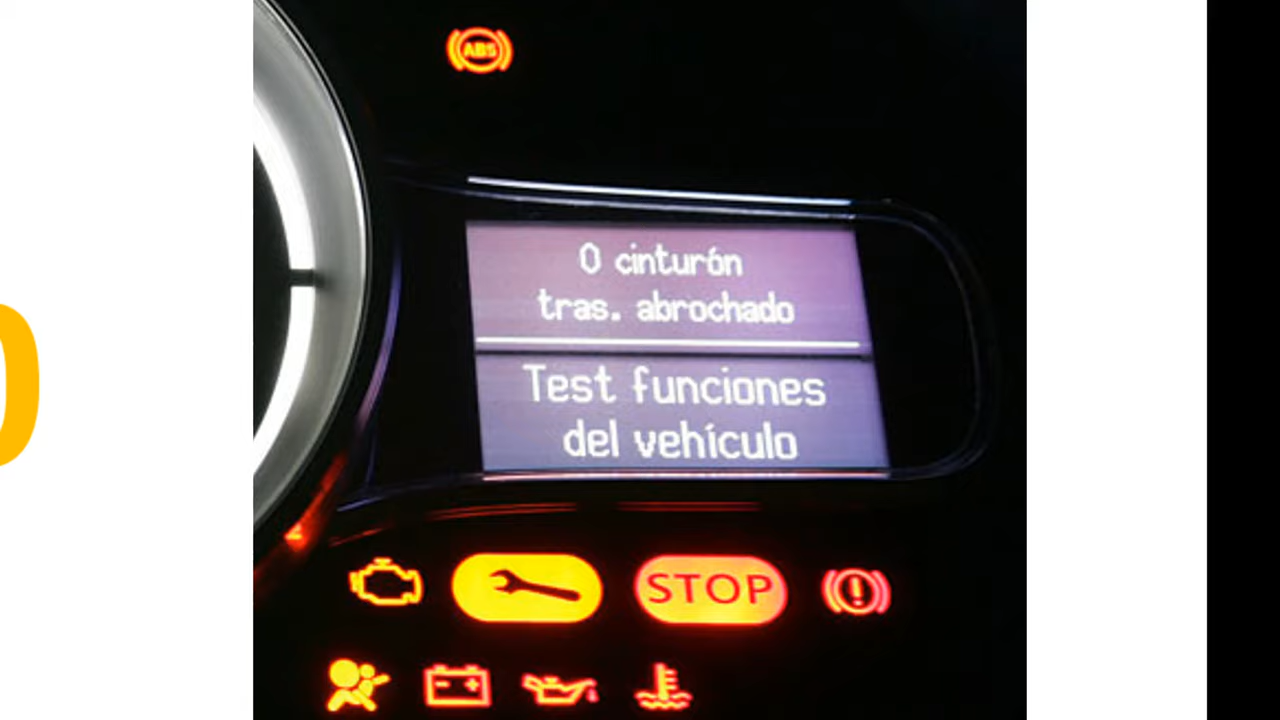 ABS
0 cinturón
tras. abrochado
Test funciones
del vehículo
STOP